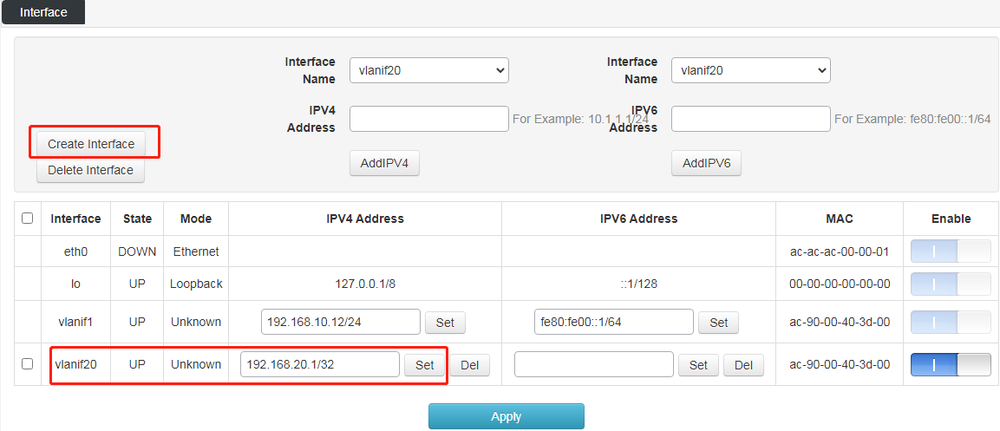 Interface
Interface Name
vlanif20
Interface Name
vlanif20
IPV4 Address
For Example: 10.1.1.1/24
IPV6 Address
For Example: fe80:fe00::1/64
Create Interface
Delete Interface
AddIPV4
AddIPV6
Interface State Mode IPV4 Address IPV6 Address MAC Enable
eth0 DOWN Ethernet ac-ac-ac-00-00-01
lo UP Loopback 127.0.0.1/8 ::1/128 00-00-00-00-00-00
vlanif1 UP Unknown 192.168.10.12/24 Set fe80:fe00::1/64 Set ac-90-00-40-3d-00
vlanif20 UP Unknown 192.168.20.1/32 Set Del Set Del ac-90-00-40-3d-00
Apply